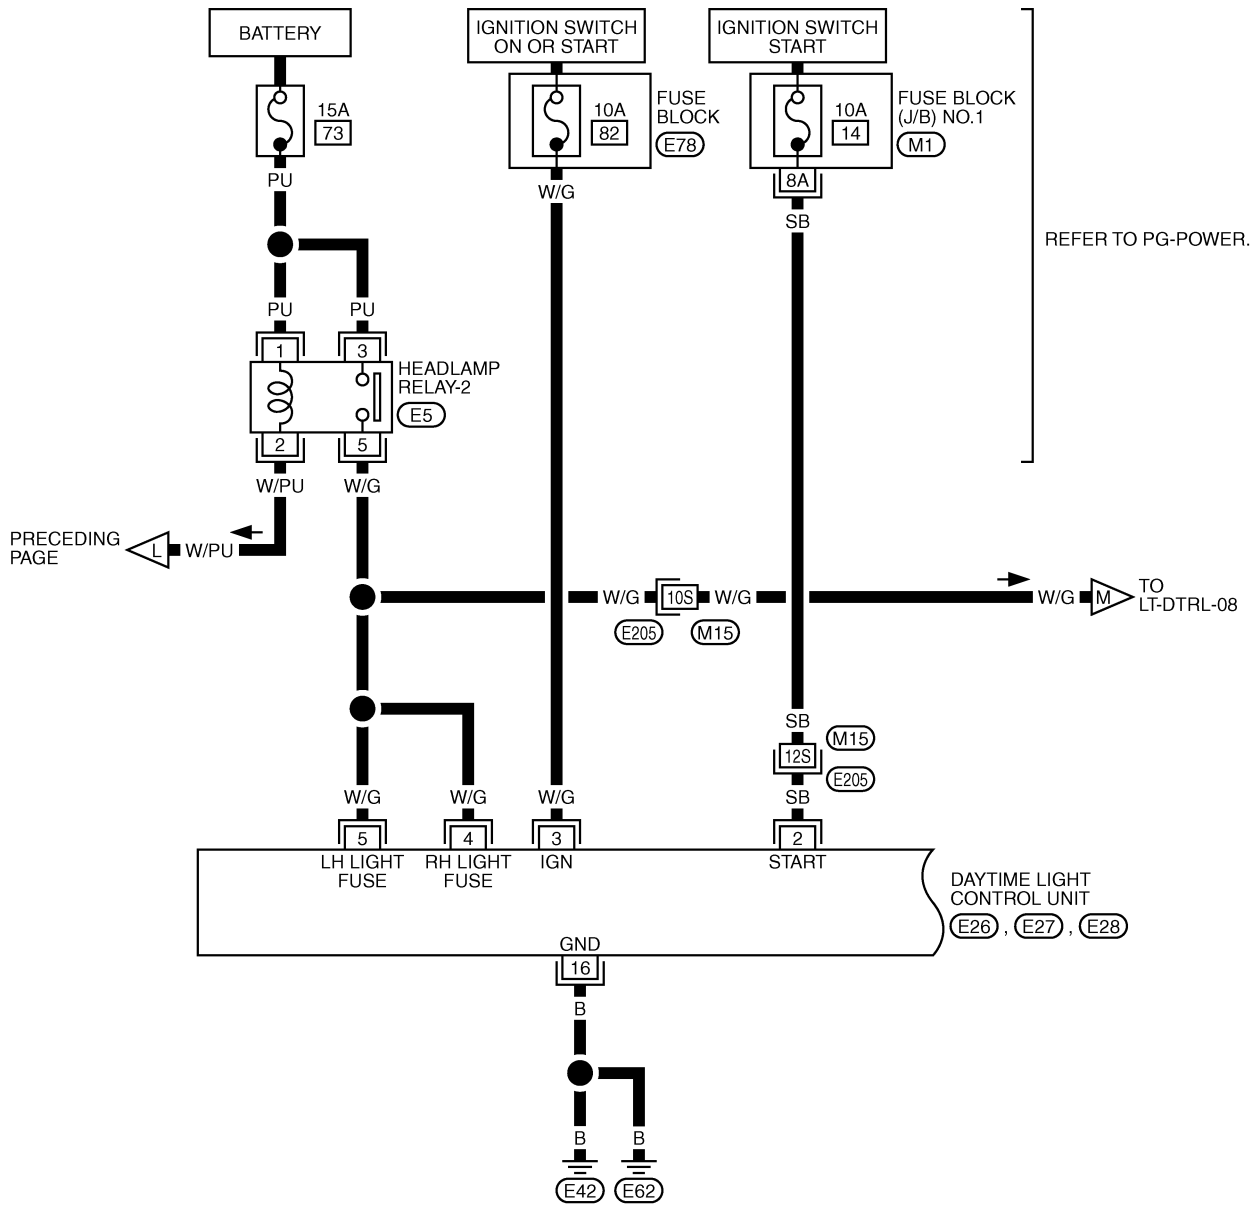 BATTERY
IGNITION SWITCH
ON OR START
IGNITION SWITCH
START
15A
73
10A
82
FUSE
BLOCK
E78
10A
14
FUSE BLOCK
(J/B) NO.1
M1
8A
PU
W/G
SB
REFER TO PG-POWER.
PU
PU
1
3
HEADLAMP
RELAY-2
E5
2
5
W/PU
W/G
PRECEDING
PAGE
L
W/PU
W/G
10S
W/G
W/G
M
TO
LT-DTRL-08
E205
M15
SB
M15
12S
E205
W/G
W/G
W/G
SB
5
4
3
2
LH LIGHT
FUSE
RH LIGHT
FUSE
IGN
START
DAYTIME LIGHT
CONTROL UNIT
E26 , E27 , E28
GND
16
B
B
B
E42
E62